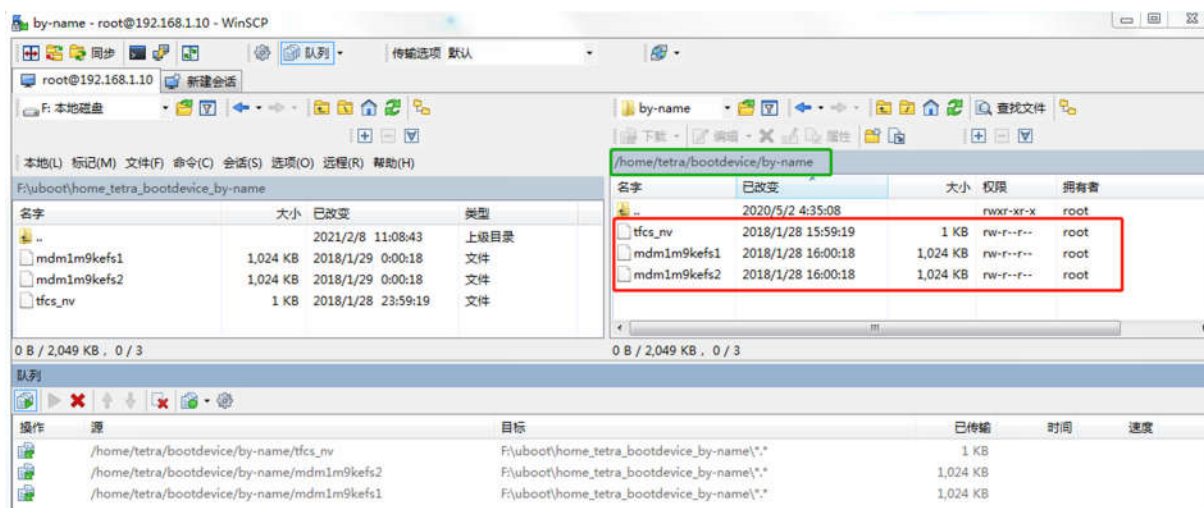 by-name - root@192.168.1.10 - WinSCP
同步 队列 传输选项 默认
root@192.168.1.10 新建会话
F: 本地磁盘 by-name 查找文件
下载 编辑 属性
本地(L) 标记(M) 文件(F) 命令(C) 会话(S) 选项(O) 远程(R) 帮助(H) /home/tetra/bootdevice/by-name
F:\uboot\home_tetra_bootdevice_by-name 名字 已改变 大小 权限 拥有者
名字 大小 已改变 类型 .. 2020/5/2 4:35:08 rwxr-xr-x root
.. 2021/2/8 11:08:43 上级目录 tfcs_nv 2018/1/28 15:59:19 1 KB rw-r--r-- root
mdm1m9kefs1 1,024 KB 2018/1/29 0:00:18 文件 mdm1m9kefs1 2018/1/28 16:00:18 1,024 KB rw-r--r-- root
mdm1m9kefs2 1,024 KB 2018/1/29 0:00:18 文件 mdm1m9kefs2 2018/1/28 16:00:18 1,024 KB rw-r--r-- root
tfcs_nv 1 KB 2018/1/28 23:59:19 文件
0 B / 2,049 KB , 0 / 3 0 B / 2,049 KB , 0 / 3
队列
操作 源 目标 已传输 时间 速度
/home/tetra/bootdevice/by-name/tfcs_nv F:\uboot\home_tetra_bootdevice_by-name\*.* 1 KB
/home/tetra/bootdevice/by-name/mdm1m9kefs2 F:\uboot\home_tetra_bootdevice_by-name\*.* 1,024 KB
/home/tetra/bootdevice/by-name/mdm1m9kefs1 F:\uboot\home_tetra_bootdevice_by-name\*.* 1,024 KB